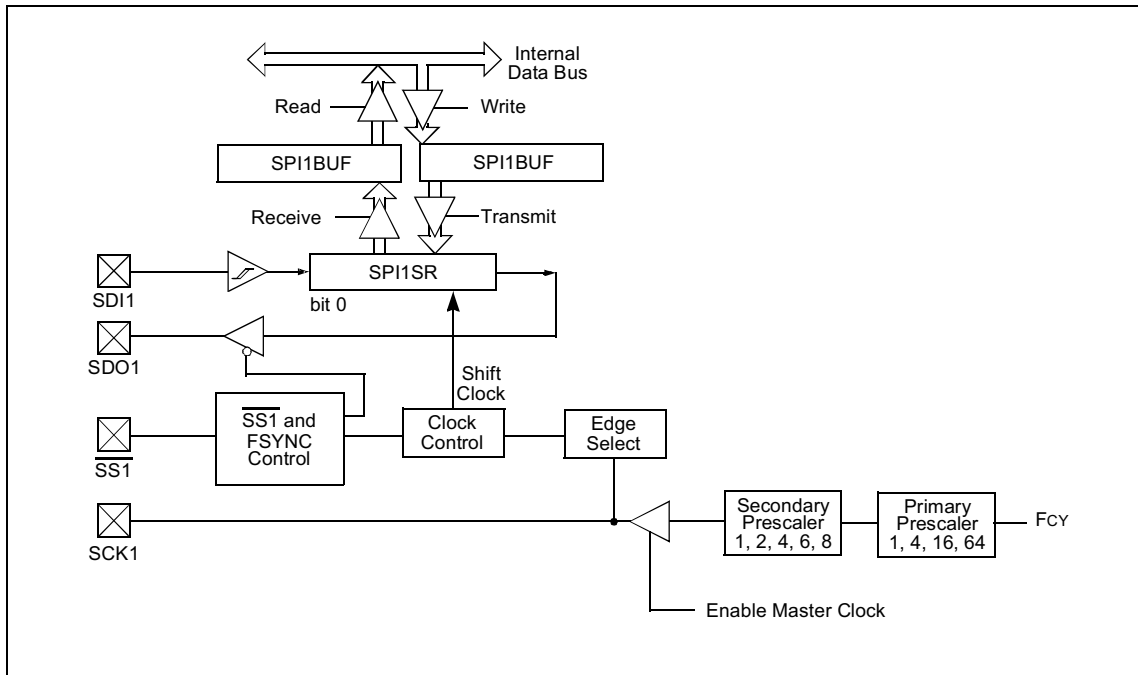 Internal
Data Bus
Read
Write
SPI1BUF
SPI1BUF
Receive
Transmit
SPI1SR
SDI1
bit 0
SDO1
Shift
Clock
SS1 and
FSYNC
Control
Clock
Control
Edge
Select
SS1
Secondary
Prescaler
1, 2, 4, 6, 8
Primary
Prescaler
1, 4, 16, 64
FCY
SCK1
Enable Master Clock